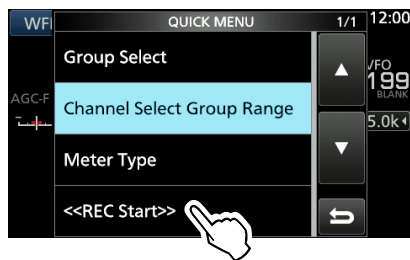 WFI
QUICK MENU
1/1
12:00
Group Select
VFO
199
BLANK
AGC-F
Channel Select Group Range
5.0k
Meter Type
<<REC Start>>